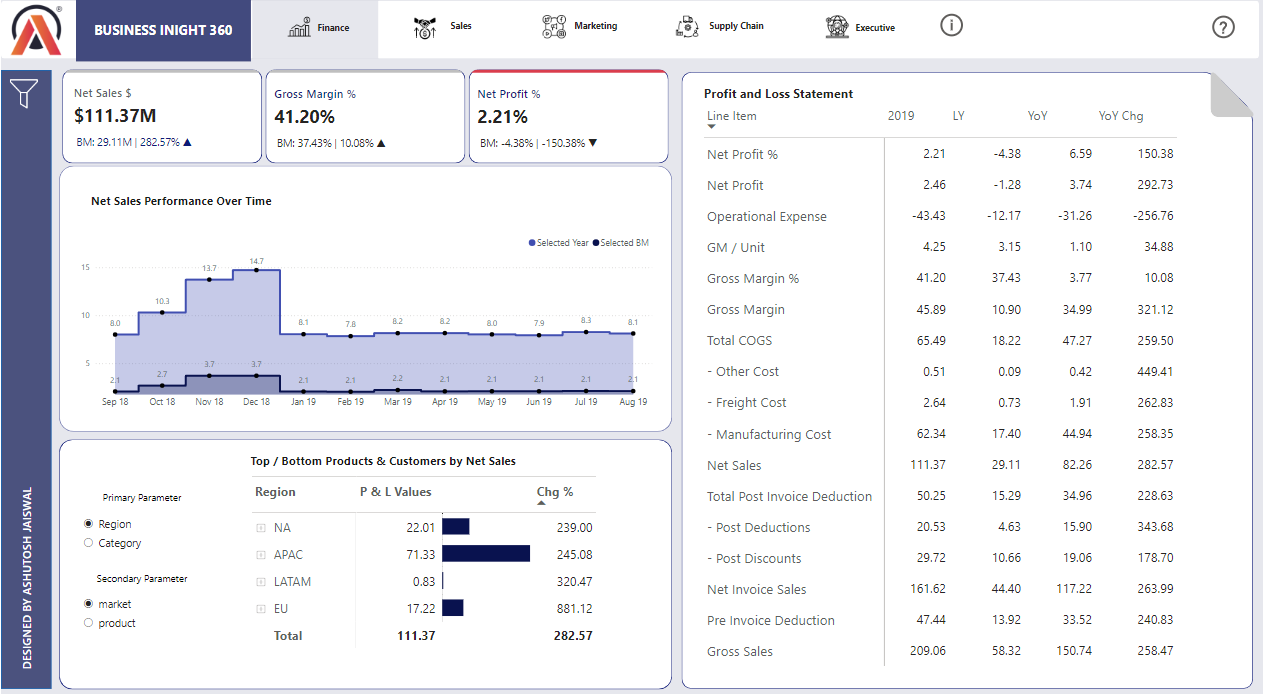 BUSINESS INIGHT 360
Finance
Sales
Marketing
Supply Chain
Executive
Net Sales $
$111.37M
BM: 29.11M | 282.57% ▲
Gross Margin %
41.20%
BM: 37.43% | 10.08% ▲
Net Profit %
2.21%
BM: -4.38% | -150.38% ▼
Net Sales Performance Over Time
Selected Year Selected BM
15
10
5
8.0 10.3 13.7 14.7 8.1 7.8 8.2 8.2 8.0 7.9 8.3 8.1
2.1 2.7 3.7 3.7 2.1 2.1 2.2 2.1 2.1 2.1 2.1 2.1
Sep 18 Oct 18 Nov 18 Dec 18 Jan 19 Feb 19 Mar 19 Apr 19 May 19 Jun 19 Jul 19 Aug 19
Top / Bottom Products & Customers by Net Sales
Primary Parameter
Region
Category
Secondary Parameter
market
product
Region P & L Values Chg %
NA 22.01 239.00
APAC 71.33 245.08
LATAM 0.83 320.47
EU 17.22 881.12
Total 111.37 282.57
Profit and Loss Statement
Line Item 2019 LY YoY YoY Chg
Net Profit % 2.21 -4.38 6.59 150.38
Net Profit 2.46 -1.28 3.74 292.73
Operational Expense -43.43 -12.17 -31.26 -256.76
GM / Unit 4.25 3.15 1.10 34.88
Gross Margin % 41.20 37.43 3.77 10.08
Gross Margin 45.89 10.90 34.99 321.12
Total COGS 65.49 18.22 47.27 259.50
- Other Cost 0.51 0.09 0.42 449.41
- Freight Cost 2.64 0.73 1.91 262.83
- Manufacturing Cost 62.34 17.40 44.94 258.35
Net Sales 111.37 29.11 82.26 282.57
Total Post Invoice Deduction 50.25 15.29 34.96 228.63
- Post Deductions 20.53 4.63 15.90 343.68
- Post Discounts 29.72 10.66 19.06 178.70
Net Invoice Sales 161.62 44.40 117.22 263.99
Pre Invoice Deduction 47.44 13.92 33.52 240.83
Gross Sales 209.06 58.32 150.74 258.47
DESIGNED BY ASHUTOSH JAISWAL